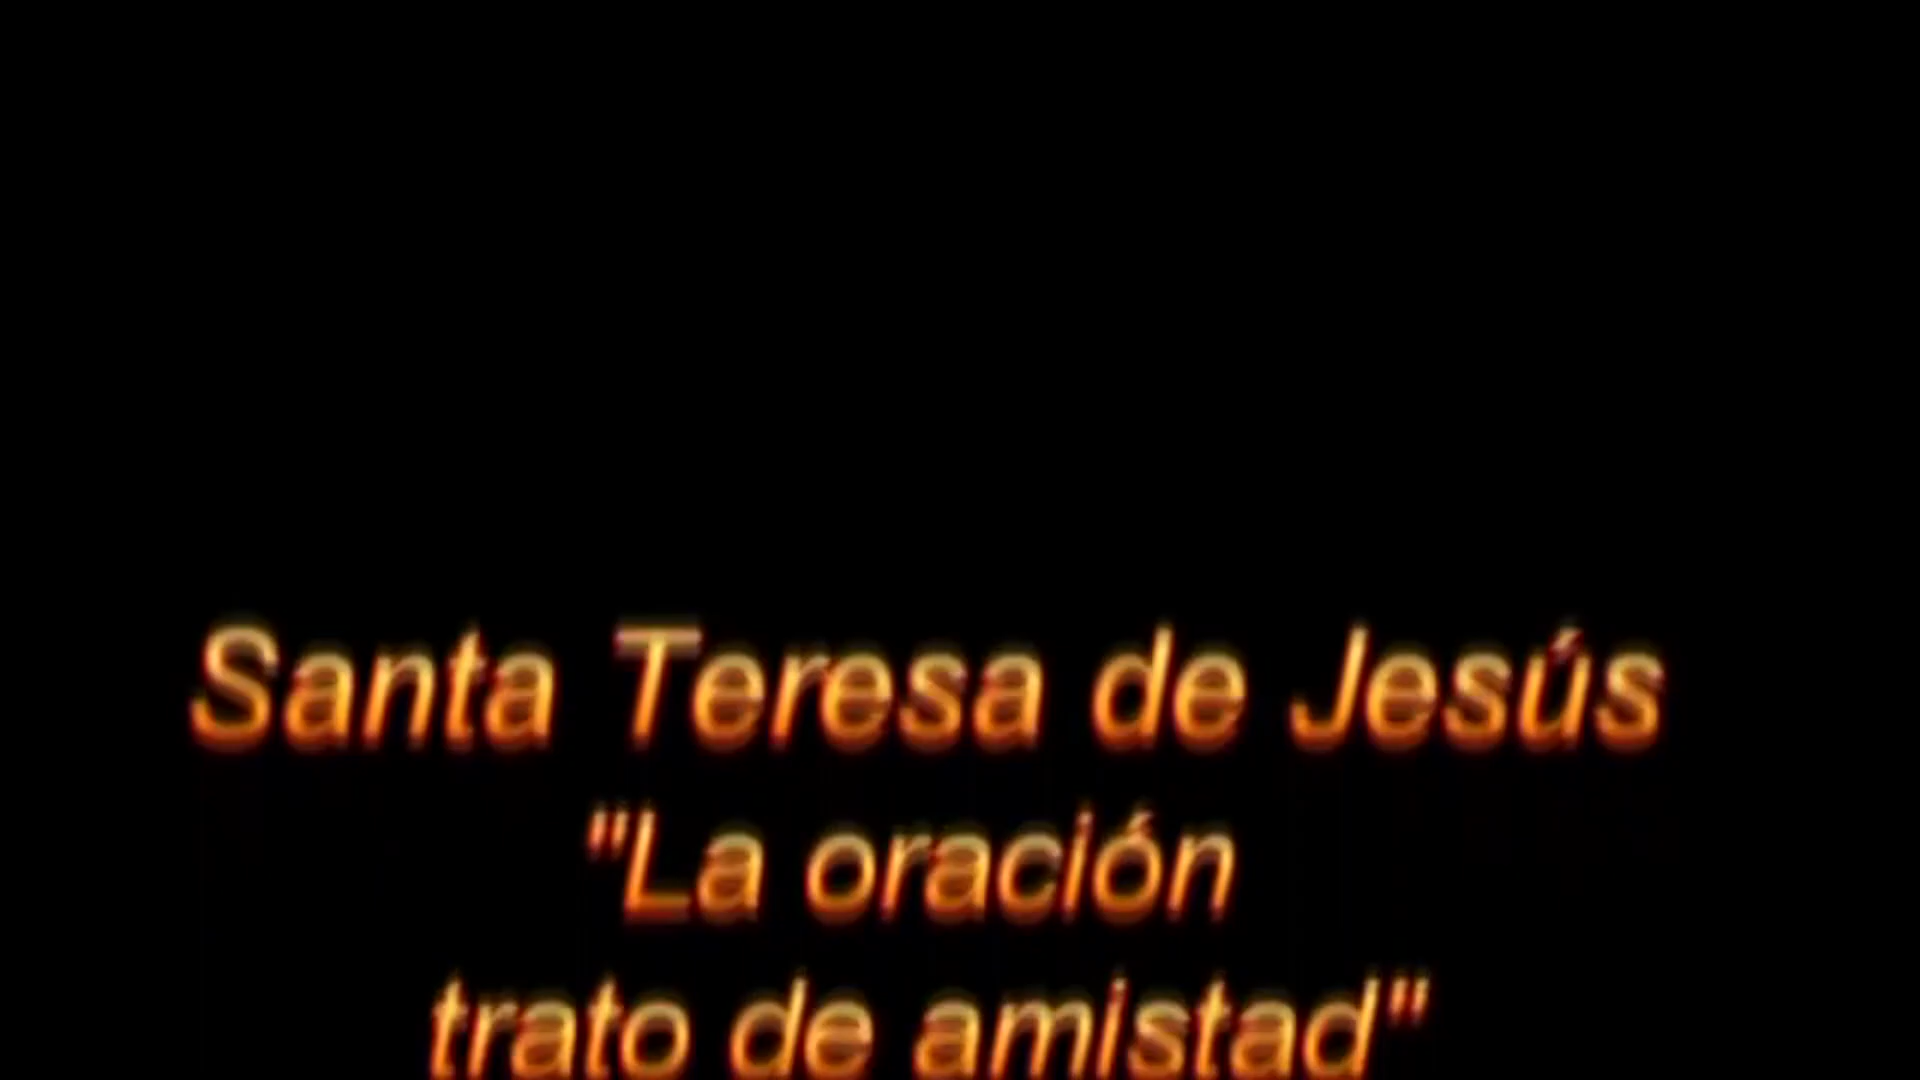 Santa Teresa de Jesús
"La oración
trato de amistad"